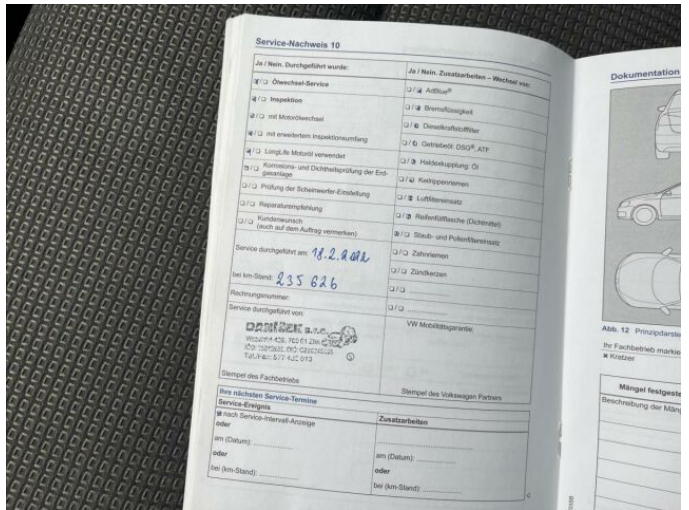 Service-Nachweis 10
Ja / Nein. Durchgeführt wurde:
Ölwechsel-Service
Inspektion
mit Motorölwechsel
mit erweitertem Inspektionsumfang
LongLife Motoröl verwendet
Korrosions- und Dichtheitsprüfung der Erd-
gasanlage
Prüfung der Scheinwerfer-Einstellung
Reparaturempfehlung
Kundenwunsch
(auch auf dem Auftrag vermerken)
Service durchgeführt am: 18.2.2022
bei km-Stand: 235 626
Rechnungsnummer:
Service durchgeführt von:
s.r.o.
Stempel des Fachbetriebs
Ja / Nein. Zusatzarbeiten – Wechsel von:
AdBlue®
Bremsflüssigkeit
Dieselkraftstofffilter
Getriebeöl: DSG®, ATF
Haldexkupplung: Öl
Keilrippenriemen
Luftfiltereinsatz
Reifenfüllflasche (Dichtmittel)
Staub- und Pollenfiltereinsatz
Zahnriemen
Zündkerzen
VW Mobilitätsgarantie:
Stempel des Volkswagen Partners
Ihre nächsten Service-Termine
Service-Ereignis
nach Service-Intervall-Anzeige
oder
am (Datum):
oder
bei (km-Stand):
Zusatzarbeiten
am (Datum):
oder
bei (km-Stand):
Dokumentation
Abb. 12 Prinzipdarste
Ihr Fachbetrieb markie
Kratzer
Mängel festgeste
Beschreibung der Mäng